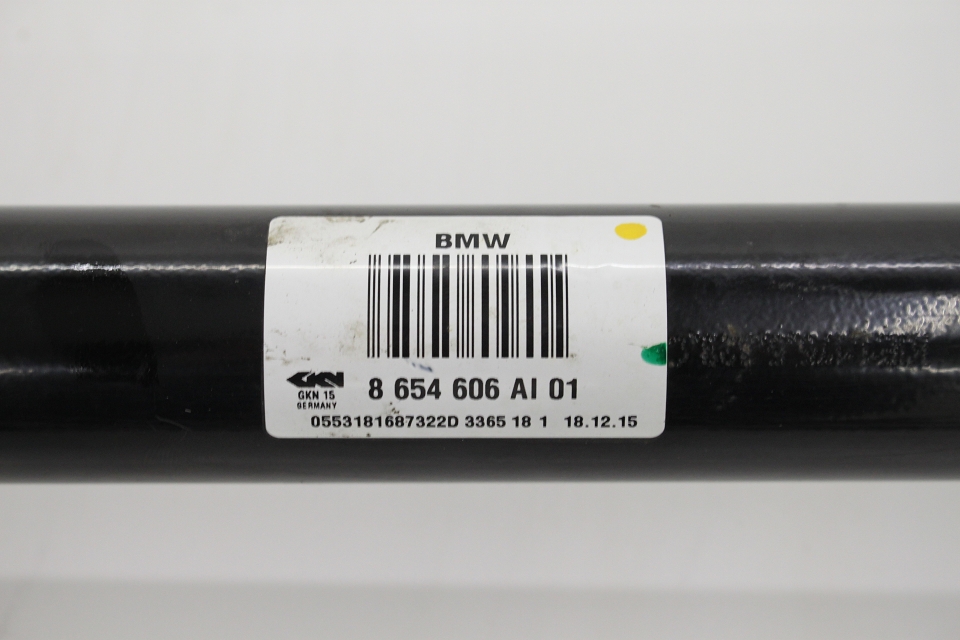 BMW
GKN
GKN 15
GERMANY
8 654 606 AI 01
0553181687322D 3365 18 1 18.12.15